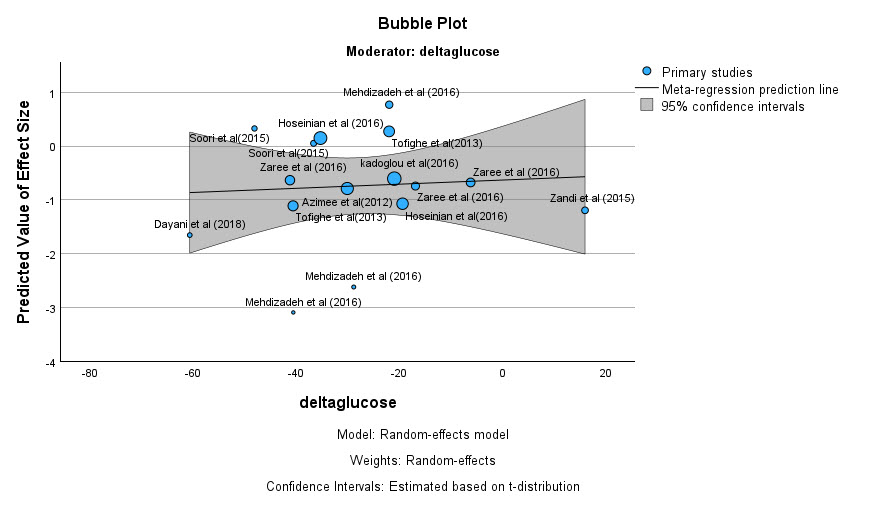 Bubble Plot
Moderator: deltaglucose
Predicted Value of Effect Size
1
0
-1
-2
-3
-4
Mehdizadeh et al (2016)
Hoseinian et al (2016)
Soori et al(2015)
Tofighe et al(2013)
Soori et al(2015)
kadoglou et al(2016)
Zaree et al (2016)
Zaree et al (2016)
Zandi et al (2015)
Zaree et al (2016)
Azimee et al(2012)
Tofighe et al(2013)
Hoseinian et al(2016)
Dayani et al (2018)
Mehdizadeh et al (2016)
Mehdizadeh et al (2016)
-80
-60
-40
-20
0
20
deltaglucose
Primary studies
Meta-regression prediction line
95% confidence intervals
Model: Random-effects model
Weights: Random-effects
Confidence Intervals: Estimated based on t-distribution